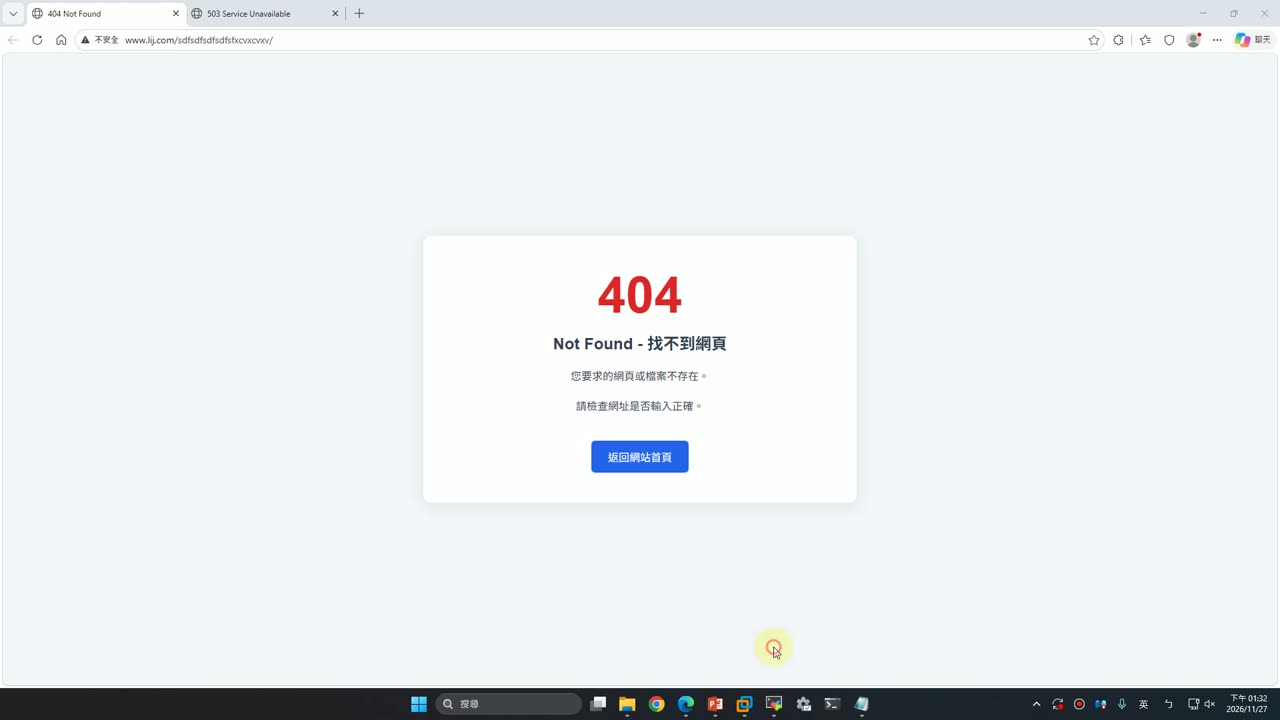 404 Not Found
503 Service Unavailable
不安全
www.lij.com/sdfsdfsdfsdfsfxcvxcvxv/
聊天
404
Not Found - 找不到網頁
您要求的網頁或檔案不存在。
請檢查網址是否輸入正確。
返回網站首頁
搜尋
英
下午 01:32
2026/11/27